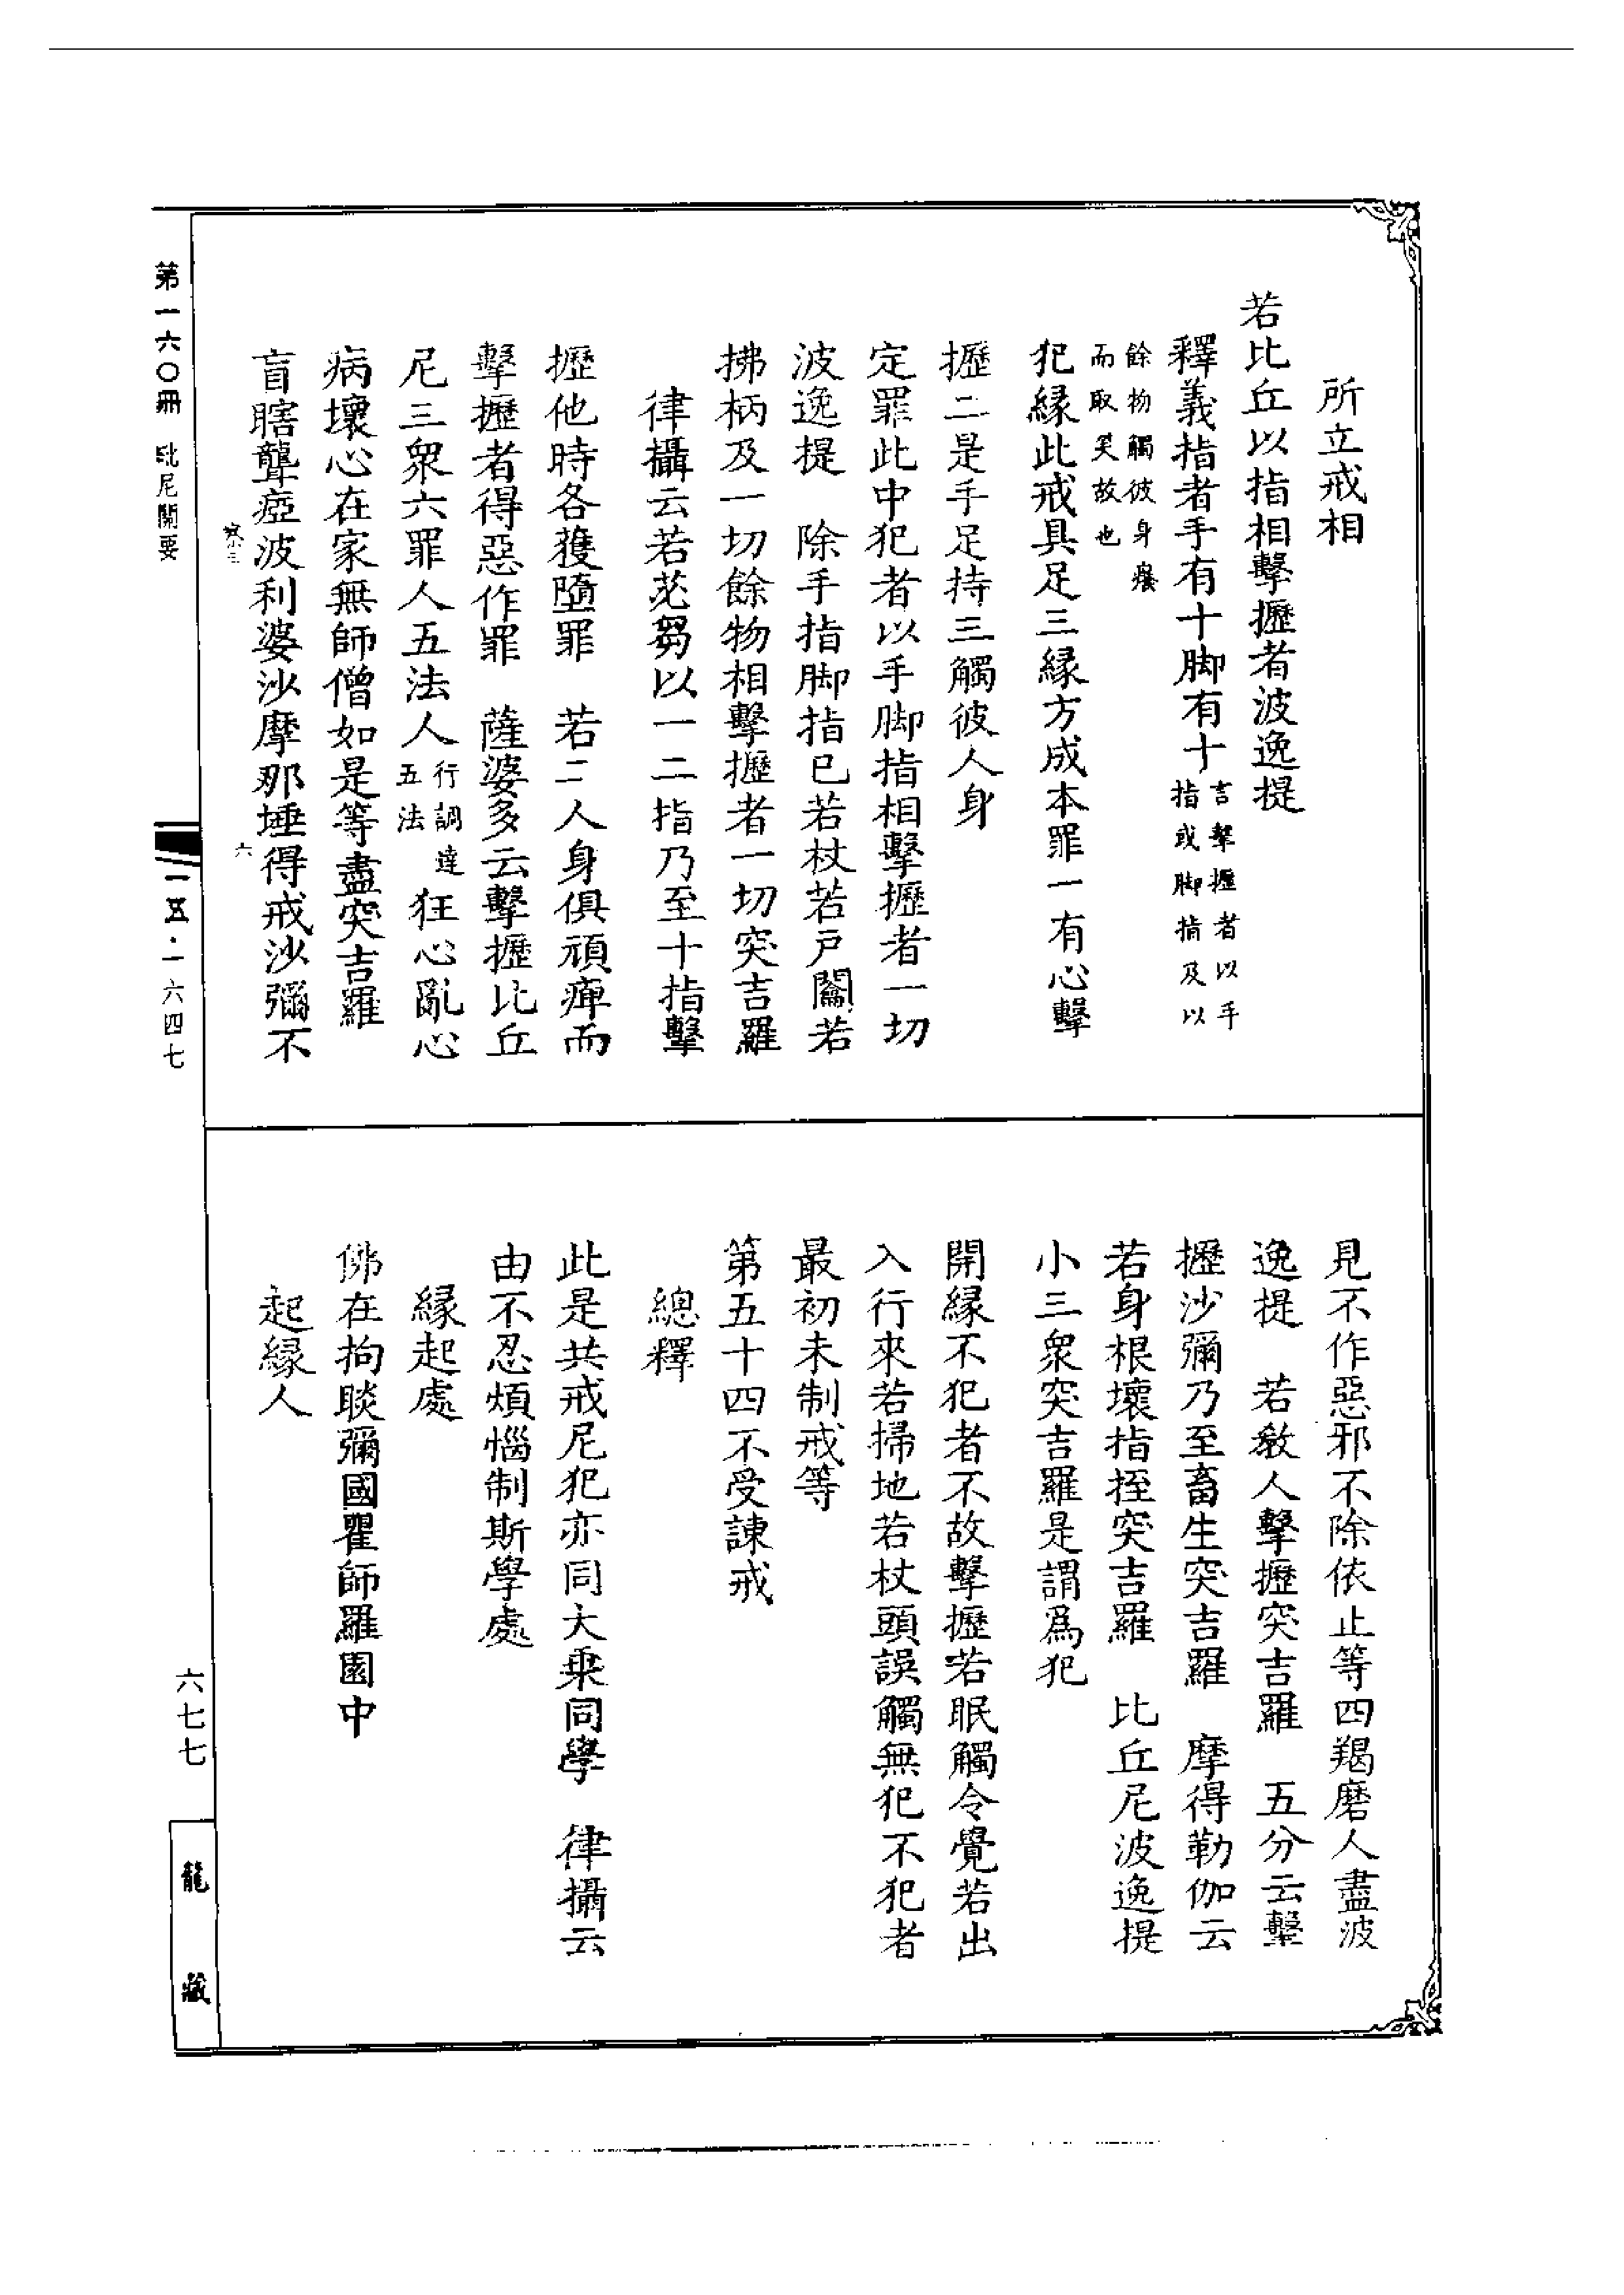 所立戒相
若比丘以指相擊攊者波逸提
釋義指者手有十脚有十言擊攊者以手指或脚指及以
餘物觸彼身癢而取笑故也
犯緣此戒具足三緣方成本罪一有心擊
攊二是手足持三觸彼人身
定罪此中犯者以手脚指相擊攊者一切
波逸提　除手指脚指已若杖若戸闔若
拂柄及一切餘物相擊攊者一切突吉羅
律攝云若苾芻以一二指乃至十指擊
攊他時各獲墮罪　若二人身俱頑痺而
擊攊者得惡作罪　薩婆多云擊攊比丘
尼三衆六罪人五法人行調達五法狂心亂心
病壞心在家無師僧如是等盡突吉羅
盲瞎聾瘂波利婆沙摩那埵得戒沙彌不
見不作惡邪不除依止等四羯磨人盡波
逸提　若教人擊攊突吉羅　五分云擊
攊沙彌乃至畜生突吉羅　摩得勒伽云
若身根壞指挃突吉羅　比丘尼波逸提
小三衆突吉羅是謂爲犯
開緣不犯者不故擊攊若眠觸令覺若出
入行來若掃地若杖頭誤觸無犯不犯者
最初未制戒等
第五十四不受諫戒
總釋
此是共戒尼犯亦同大乘同學　律攝云
由不忍煩惱制斯學處
緣起處
佛在拘睒彌國瞿師羅園中
起緣人
第一六〇冊　毗尼關要
六
一五·一六四七
六七七
龍藏